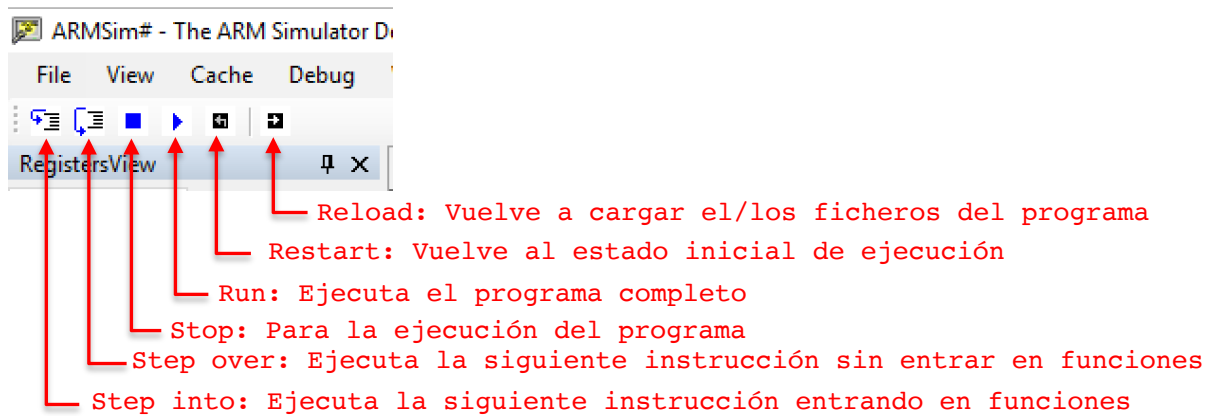 ARMSim# - The ARM Simulator D
File View Cache Debug
RegistersView
Reload: Vuelve a cargar el/los ficheros del programa
Restart: Vuelve al estado inicial de ejecución
Run: Ejecuta el programa completo
Stop: Para la ejecución del programa
Step over: Ejecuta la siguiente instrucción sin entrar en funciones
Step into: Ejecuta la siguiente instrucción entrando en funciones